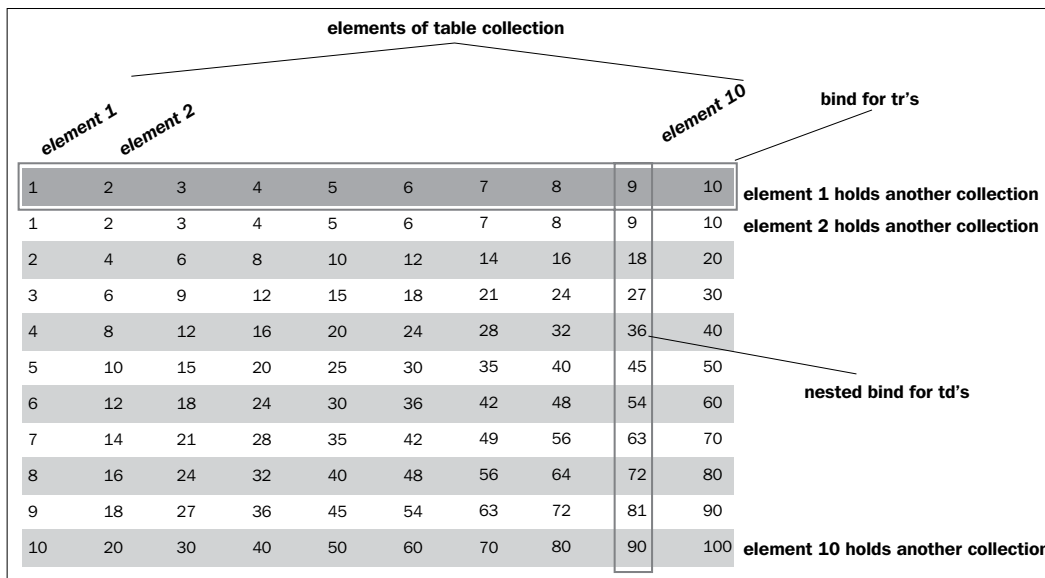 elements of table collection
element 1
element 2
element 10
bind for tr's
1 2 3 4 5 6 7 8 9 10 element 1 holds another collection
1 2 3 4 5 6 7 8 9 10 element 2 holds another collection
2 4 6 8 10 12 14 16 18 20
3 6 9 12 15 18 21 24 27 30
4 8 12 16 20 24 28 32 36 40
5 10 15 20 25 30 35 40 45 50
nested bind for td's
6 12 18 24 30 36 42 48 54 60
7 14 21 28 35 42 49 56 63 70
8 16 24 32 40 48 56 64 72 80
9 18 27 36 45 54 63 72 81 90
10 20 30 40 50 60 70 80 90 100 element 10 holds another collection